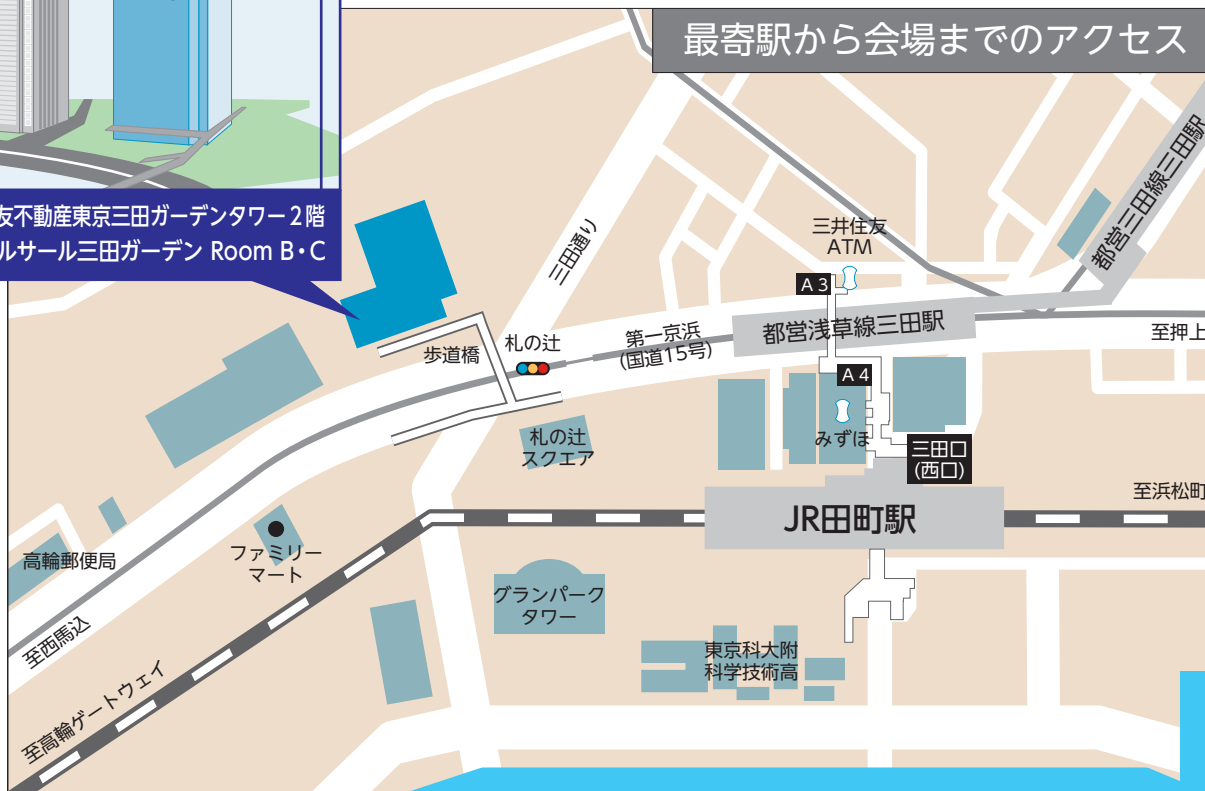 最寄駅から会場までのアクセス
友不動産東京三田ガーデンタワー2階
ルサール三田ガーデン Room B・C
三田通り
三井住友
ATM
都営三田線三田駅
A 3
都営浅草線三田駅
至押上
第一京浜
(国道15号)
札の辻
歩道橋
A 4
みずほ
三田口
(西口)
札の辻
スクエア
至浜松町
JR田町駅
ファミリー
マート
高輪郵便局
グランパーク
タワー
至西馬込
東京科大附
科学技術高
至高輪ゲートウェイ